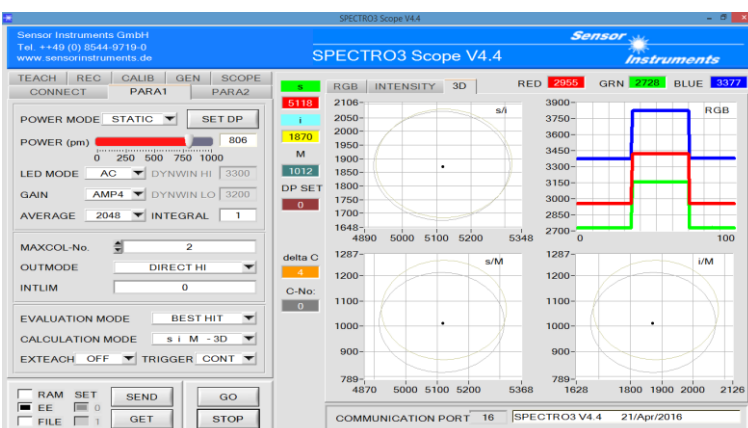 SPECTRO3 Scope V4.4
Sensor Instruments GmbH
Tel. ++49 (0) 8544-9719-0
www.sensorinstruments.de
SPECTRO3 Scope V4.4
Sensor
Instruments
TEACH REC CALIB GEN SCOPE
CONNECT PARA1 PARA2
POWER MODE STATIC SET DP
POWER (pm) 806
0 250 500 750 1000
LED MODE AC DYNWIN HI 3300
GAIN AMP4 DYNWIN LO 3200
AVERAGE 2048 INTEGRAL 1
MAXCOL-No. 2
OUTMODE DIRECT HI
INTLIM 0
EVALUATION MODE BEST HIT
CALCULATION MODE s i M - 3D
EXTEACH OFF TRIGGER CONT
RAM SET
EE 0
FILE 1
SEND GO
GET STOP
s
5118
i
1870
M
1012
DP SET
0
delta C
4
C-No:
0
RGB INTENSITY 3D RED 2955 GRN 2728 BLUE 3377
s/i
2106
2050
2000
1950
1900
1850
1800
1750
1700
1648
4890 5000 5100 5200 5348
RGB
3900
3750
3600
3450
3300
3150
3000
2850
2700
0 100
s/M
1287
1200
1100
1000
900
789
4870 5000 5100 5200 5368
i/M
1287
1200
1100
1000
900
789
1628 1800 1900 2000 2126
COMMUNICATION PORT 16 SPECTRO3 V4.4 21/Apr/2016